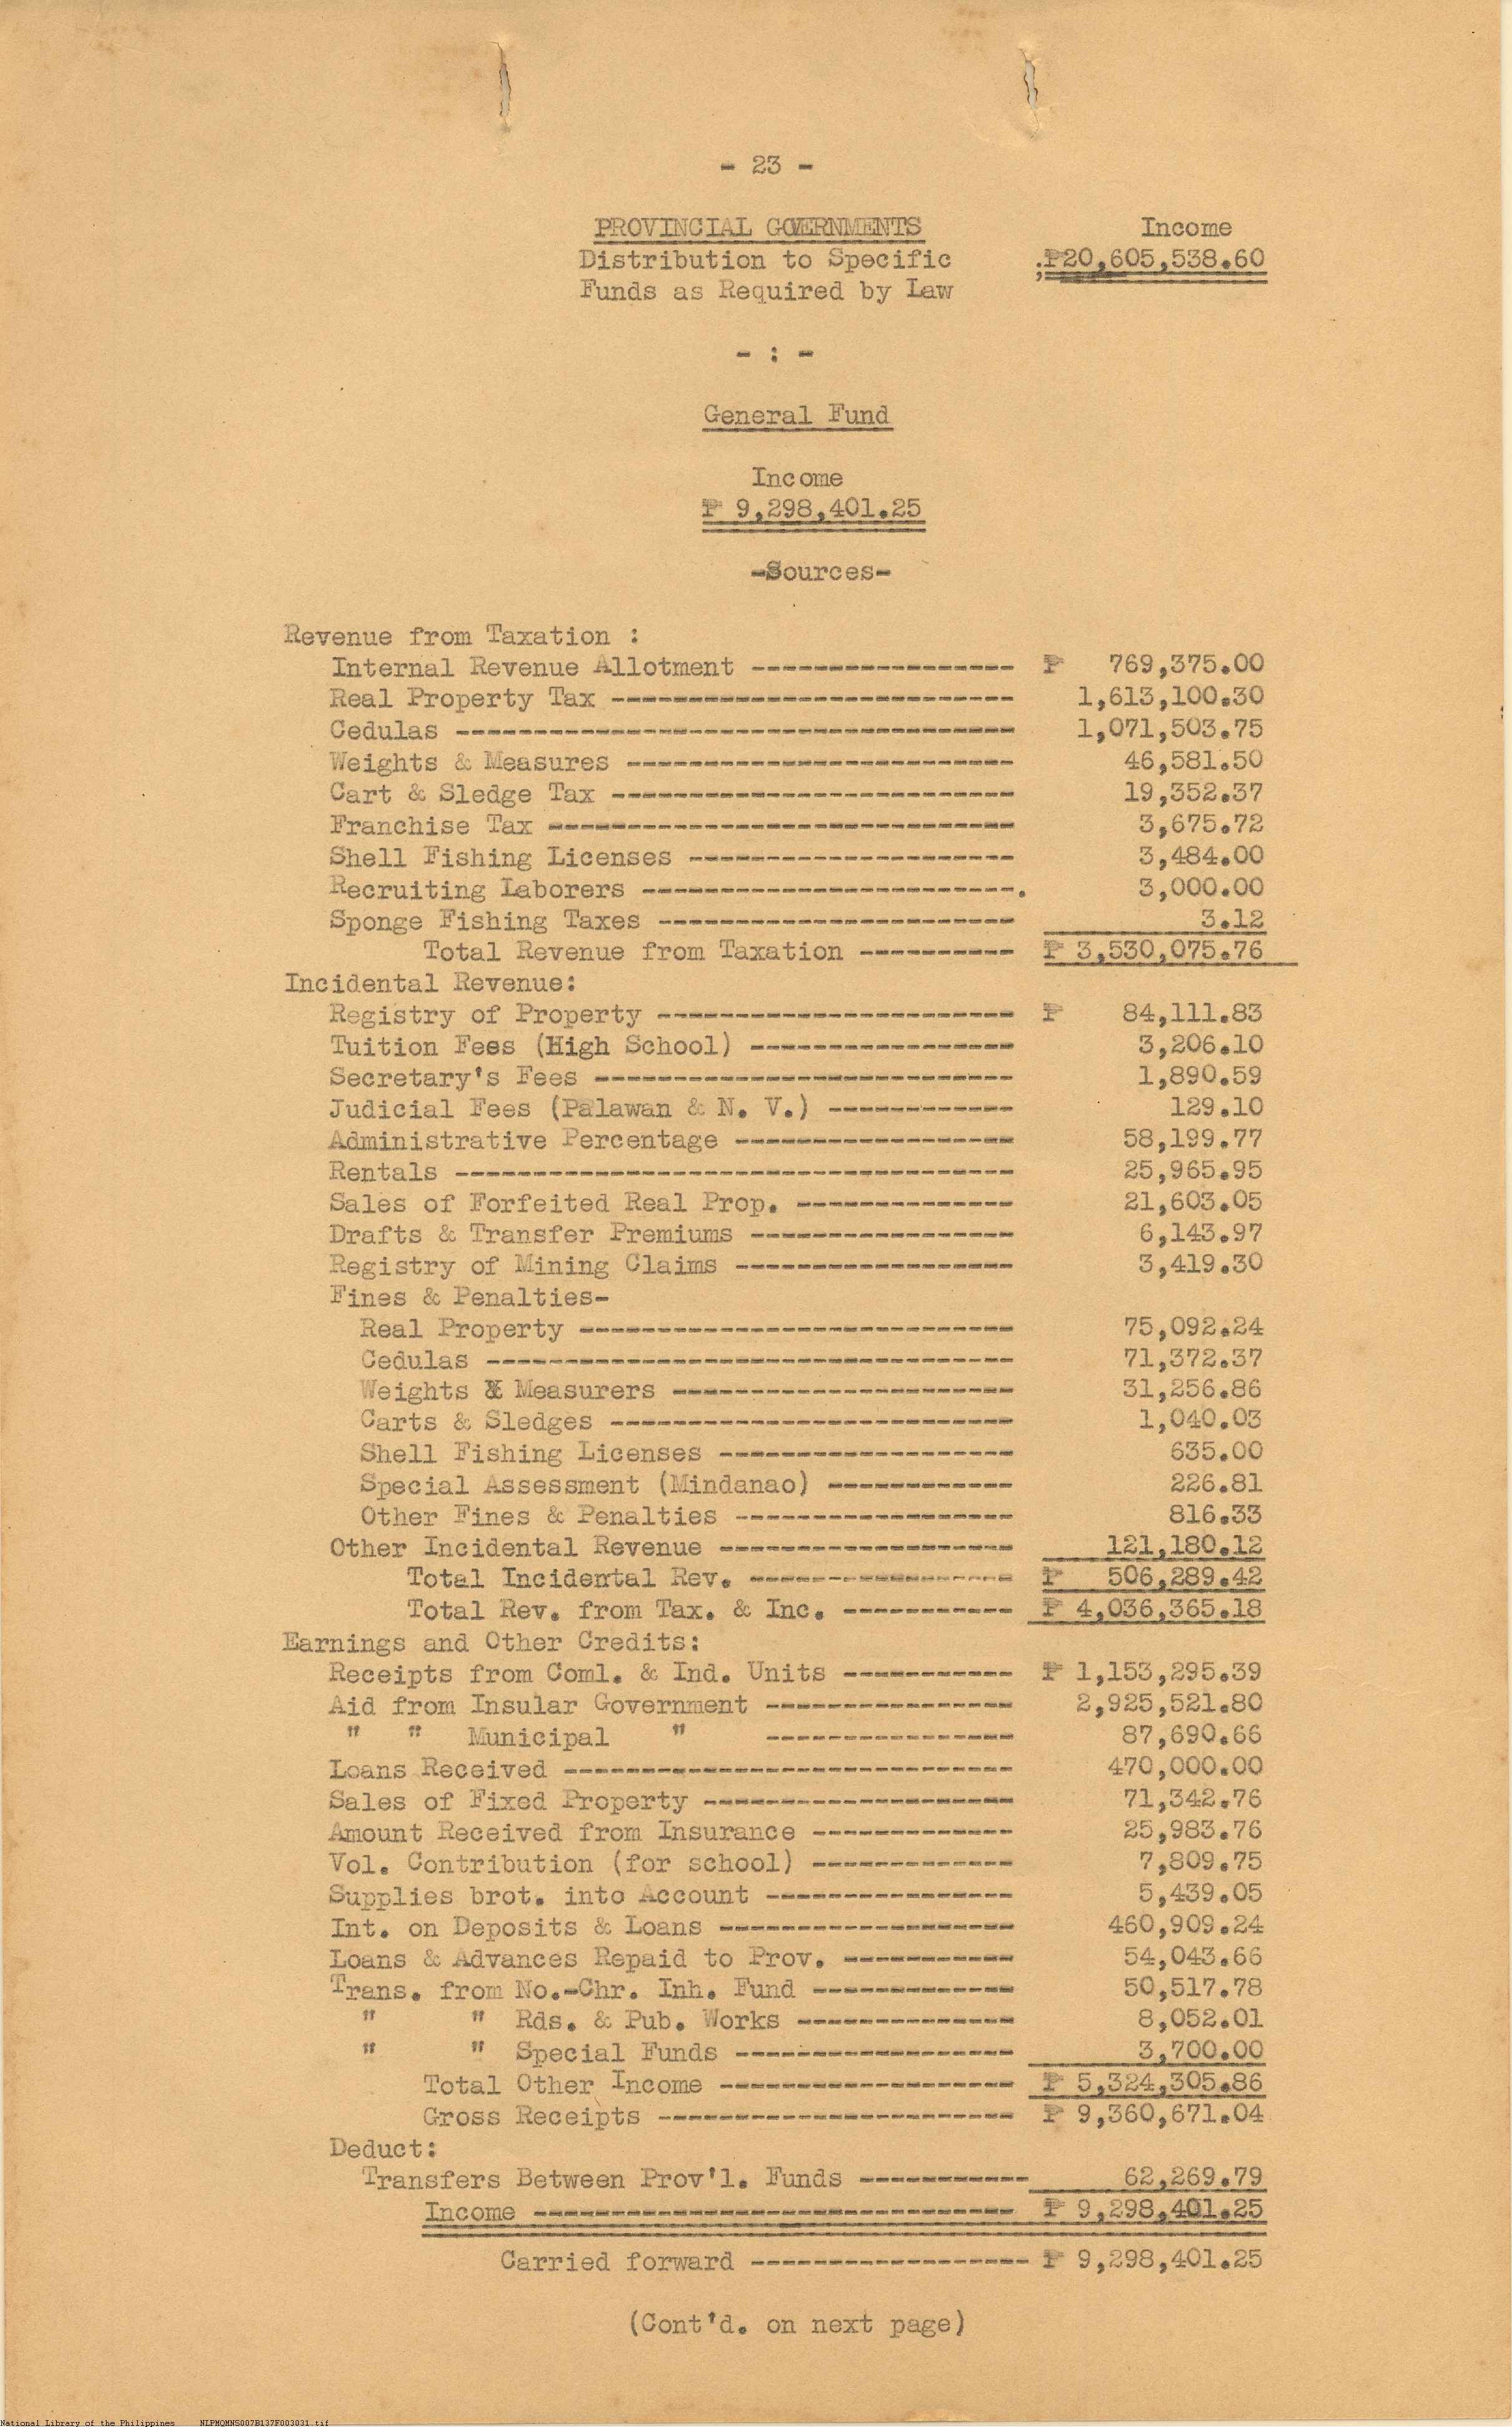 - 23 -
PROVINCIAL GOVERNMENTS Income
Distribution to Specific ₱20,605,538.60
Funds as Required by Law
- : -
General Fund
Income
₱ 9,298,401.25
-Sources-
Revenue from Taxation :
Internal Revenue Allotment ----------------- ₱ 769,375.00
Real Property Tax -------------------------- 1,613,100.30
Cedulas ------------------------------------ 1,071,503.75
Weights & Measures ------------------------- 46,581.50
Cart & Sledge Tax -------------------------- 19,352.37
Franchise Tax ------------------------------ 3,675.72
Shell Fishing Licenses --------------------- 3,484.00
Recruiting Laborers ------------------------. 3,000.00
Sponge Fishing Taxes ----------------------- 3.12
Total Revenue from Taxation ---------- ₱ 3,530,075.76
Incidental Revenue:
Registry of Property ----------------------- ₱ 84,111.83
Tuition Fees (High School) ----------------- 3,206.10
Secretary's Fees --------------------------- 1,890.59
Judicial Fees (Palawan & N. V.) ------------ 129.10
Administrative Percentage ------------------ 58,199.77
Rentals ------------------------------------ 25,965.95
Sales of Forfeited Real Prop. -------------- 21,603.05
Drafts & Transfer Premiums ----------------- 6,143.97
Registry of Mining Claims ------------------ 3,419.30
Fines & Penalties-
Real Property ---------------------------- 75,092.24
Cedulas ---------------------------------- 71,372.37
Weights & Measurers ---------------------- 31,256.86
Carts & Sledges -------------------------- 1,040.03
Shell Fishing Licenses ------------------- 635.00
Special Assessment (Mindanao) ------------ 226.81
Other Fines & Penalties ------------------ 816.33
Other Incidental Revenue ------------------- 121,180.12
Total Incidental Rev. ----------------- ₱ 506,289.42
Total Rev. from Tax. & Inc. ----------- ₱ 4,036,365.18
Earnings and Other Credits:
Receipts from Coml. & Ind. Units ----------- ₱ 1,153,295.39
Aid from Insular Government ---------------- 2,925,521.80
" " Municipal " ---------------- 87,690.66
Loans Received ----------------------------- 470,000.00
Sales of Fixed Property -------------------- 71,342.76
Amount Received from Insurance ------------- 25,983.76
Vol. Contribution (for school) ------------- 7,809.75
Supplies brot. into Account ---------------- 5,439.05
Int. on Deposits & Loans ------------------- 460,909.24
Loans & Advances Repaid to Prov. ----------- 54,043.66
Trans. from No.-Chr. Inh. Fund ------------- 50,517.78
" " Rds. & Pub. Works -------------- 8,052.01
" " Special Funds ------------------ 3,700.00
Total Other Income ------------------- ₱ 5,324,305.86
Gross Receipts ----------------------- ₱ 9,360,671.04
Deduct:
Transfers Between Prov'l. Funds ----------- 62,269.79
Income ------------------------------- ₱ 9,298,401.25
Carried forward ------------------ ₱ 9,298,401.25
(Cont'd. on next page)
National Library of the Philippines NLPMQMNS007B137F003031.tif